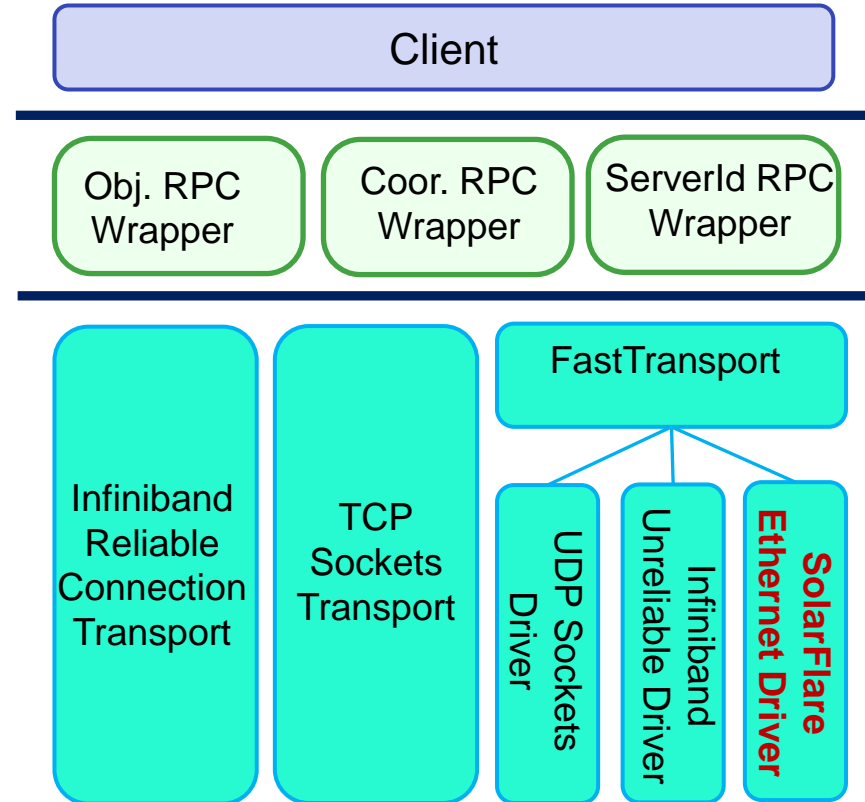 Client
Obj. RPC
Wrapper
Coor. RPC
Wrapper
ServerId RPC
Wrapper
Infiniband
Reliable
Connection
Transport
TCP
Sockets
Transport
FastTransport
UDP Sockets
Driver
Infiniband
Unreliable Driver
SolarFlare
Ethernet Driver